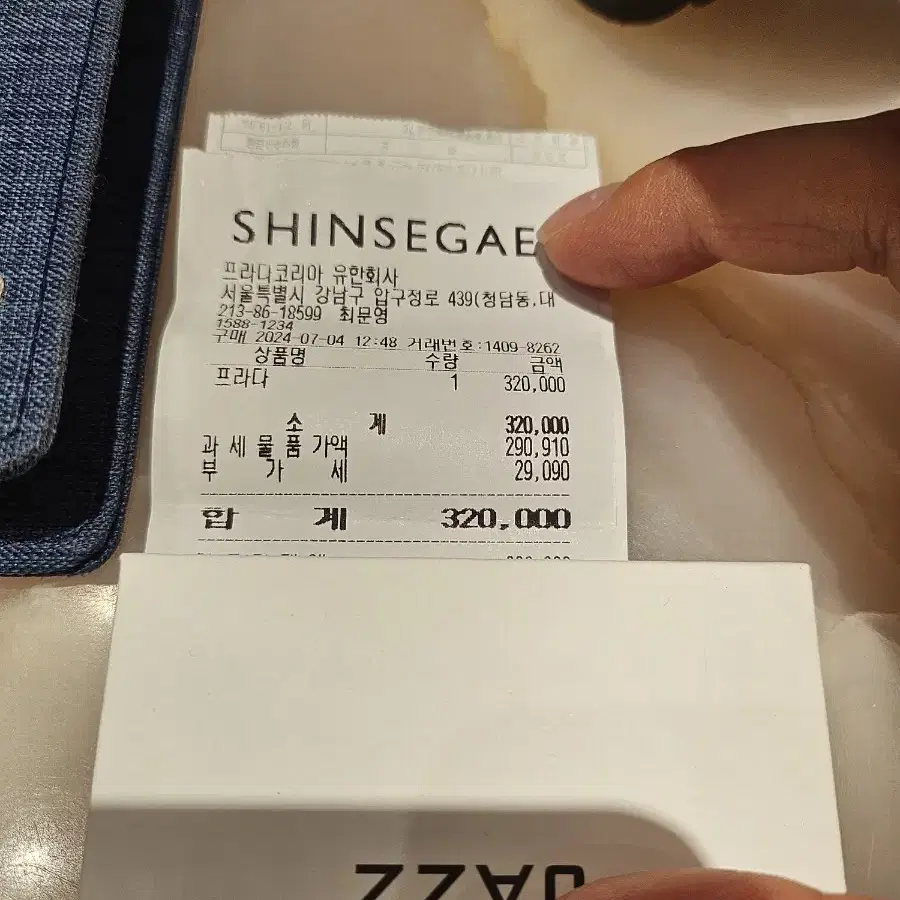 SHINSEGAE
프라다코리아 유한회사
서울특별시 강남구 압구정로 439(청담동,대
213-86-18599 최문영
1588-1234
구매 2024-07-04 12:48 거래번호:1409-8262
상품명 수량 금액
프라다 1 320,000
소 계 320,000
과세물품가액 290,910
부 가 세 29,090
합 계 320,000
JAZZ